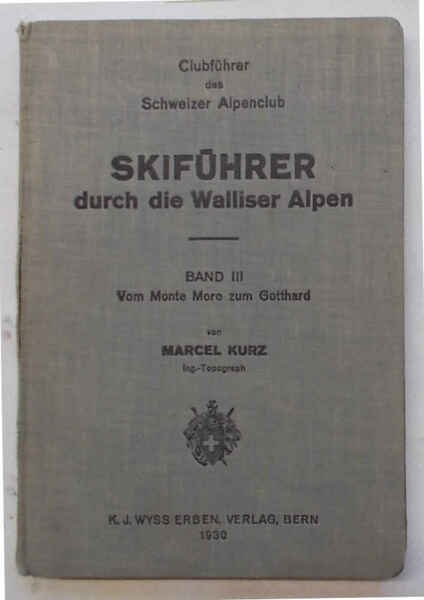 Clubführer
des
Schweizer Alpenclub
SKIFÜHRER
durch die Walliser Alpen
BAND III
Vom Monte Moro zum Gotthard
von
MARCEL KURZ
Ing.-Topograph
K. J. WYSS ERBEN, VERLAG, BERN
1930